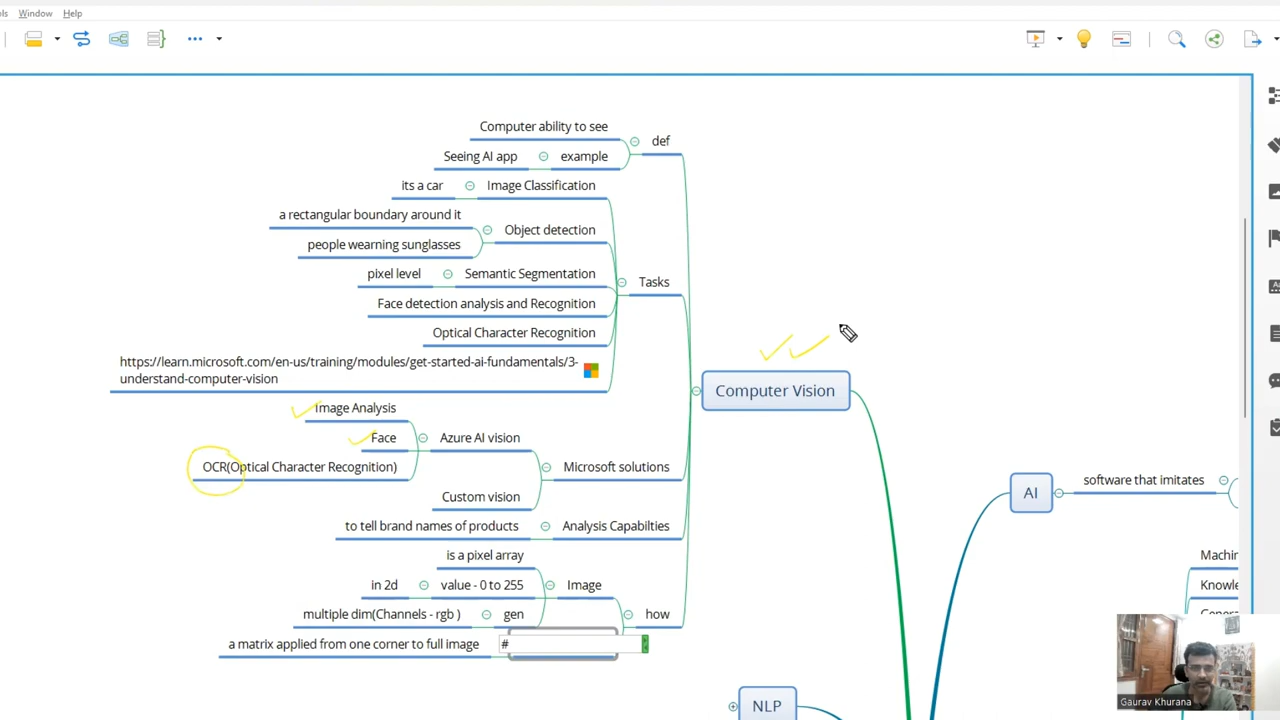 Window Help
Computer ability to see
def
Seeing AI app
example
its a car
Image Classification
a rectangular boundary around it
Object detection
people wearning sunglasses
pixel level
Semantic Segmentation
Tasks
Face detection analysis and Recognition
Optical Character Recognition
https://learn.microsoft.com/en-us/training/modules/get-started-ai-fundamentals/3-
understand-computer-vision
Computer Vision
Image Analysis
Face
Azure AI vision
OCR(Optical Character Recognition)
Microsoft solutions
Custom vision
to tell brand names of products
Analysis Capabilties
is a pixel array
in 2d
value - 0 to 255
Image
multiple dim(Channels - rgb )
gen
how
a matrix applied from one corner to full image
#
AI
software that imitates
NLP
Gaurav Khurana